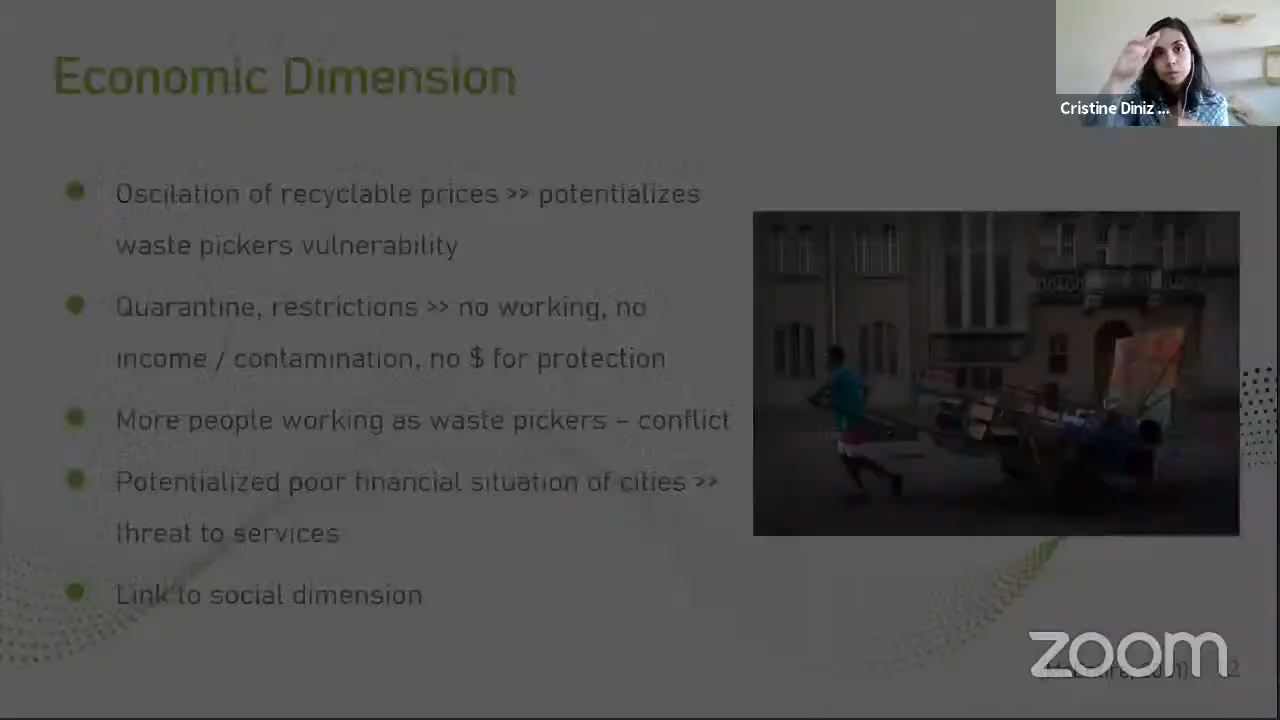 Economic Dimension
Cristine Diniz ...
Oscilation of recyclable prices >> potentializes
waste pickers vulnerability
Quarantine, restrictions >> no working, no
income / contamination, no $ for protection
More people working as waste pickers – conflict
Potentialized poor financial situation of cities >>
threat to services
Link to social dimension
zoom